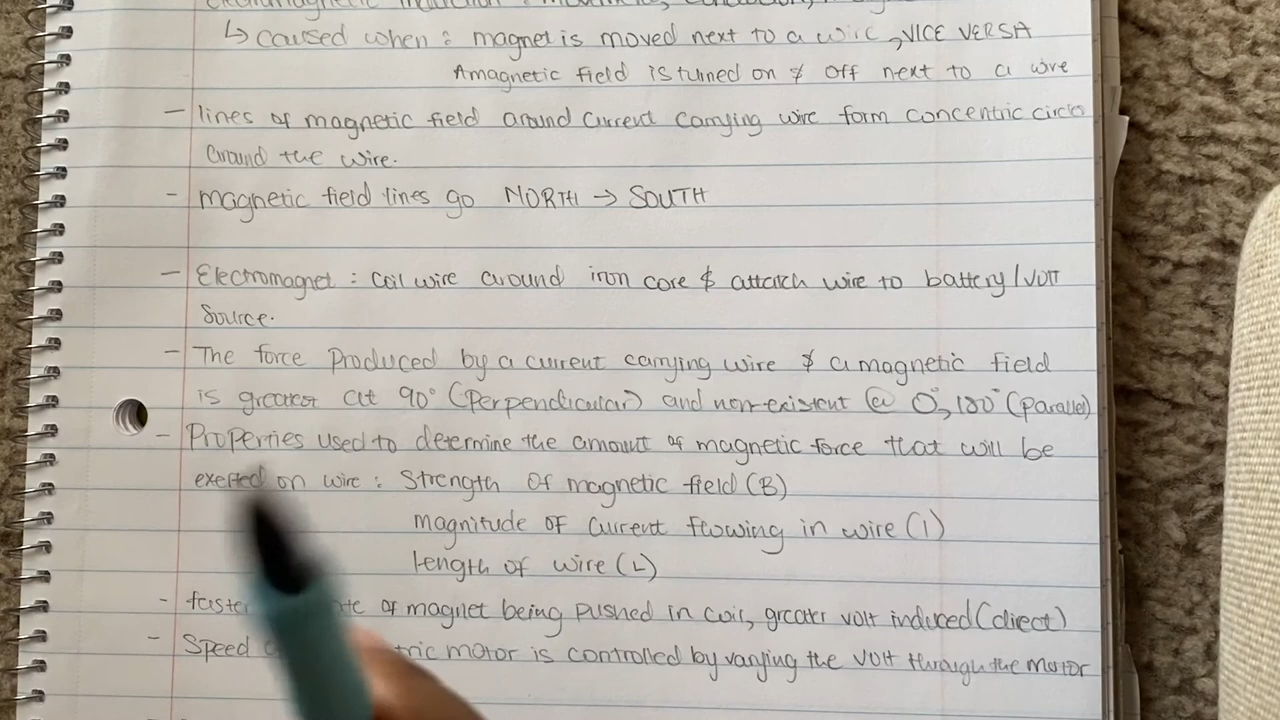 ↳ caused when : magnet is moved next to a wire, VICE VERSA
A magnetic field is turned on & off next to a wire
- lines of magnetic field around current carrying wire form concentric circles
around the wire.
- magnetic field lines go NORTH → SOUTH
- Electromagnet : coil wire around iron core & attatch wire to battery/volt
source.
- The force produced by a current carrying wire & a magnetic field
is greatest at 90° (perpendicular) and non-existent @ 0°, 180° (parallel)
- Properties used to determine the amount of magnetic force that will be
exerted on wire : Strength of magnetic field (B)
magnitude of current flowing in wire (I)
length of wire (L)
- faster of magnet being pushed in coil, greater volt induced (direct)
- Speed motor is controlled by varying the volt through the motor